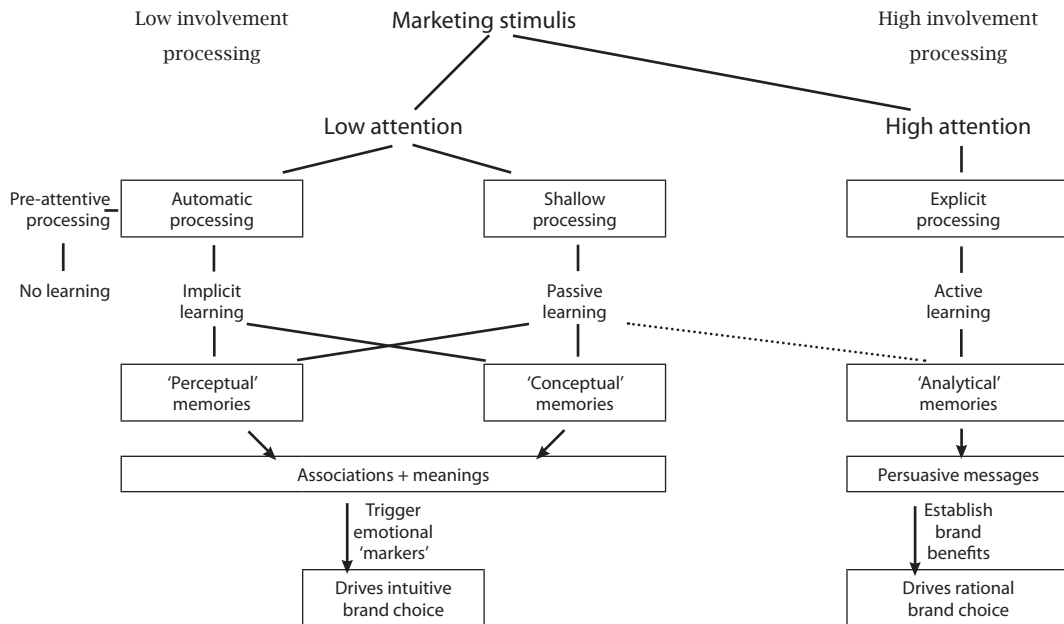 Low involvement
processing
Marketing stimulis
High involvement
processing
Low attention
High attention
Pre-attentive
processing
Automatic
processing
Shallow
processing
Explicit
processing
No learning
Implicit
learning
Passive
learning
Active
learning
‘Perceptual’
memories
‘Conceptual’
memories
‘Analytical’
memories
Associations + meanings
Persuasive messages
Trigger
emotional
‘markers’
Establish
brand
benefits
Drives intuitive
brand choice
Drives rational
brand choice